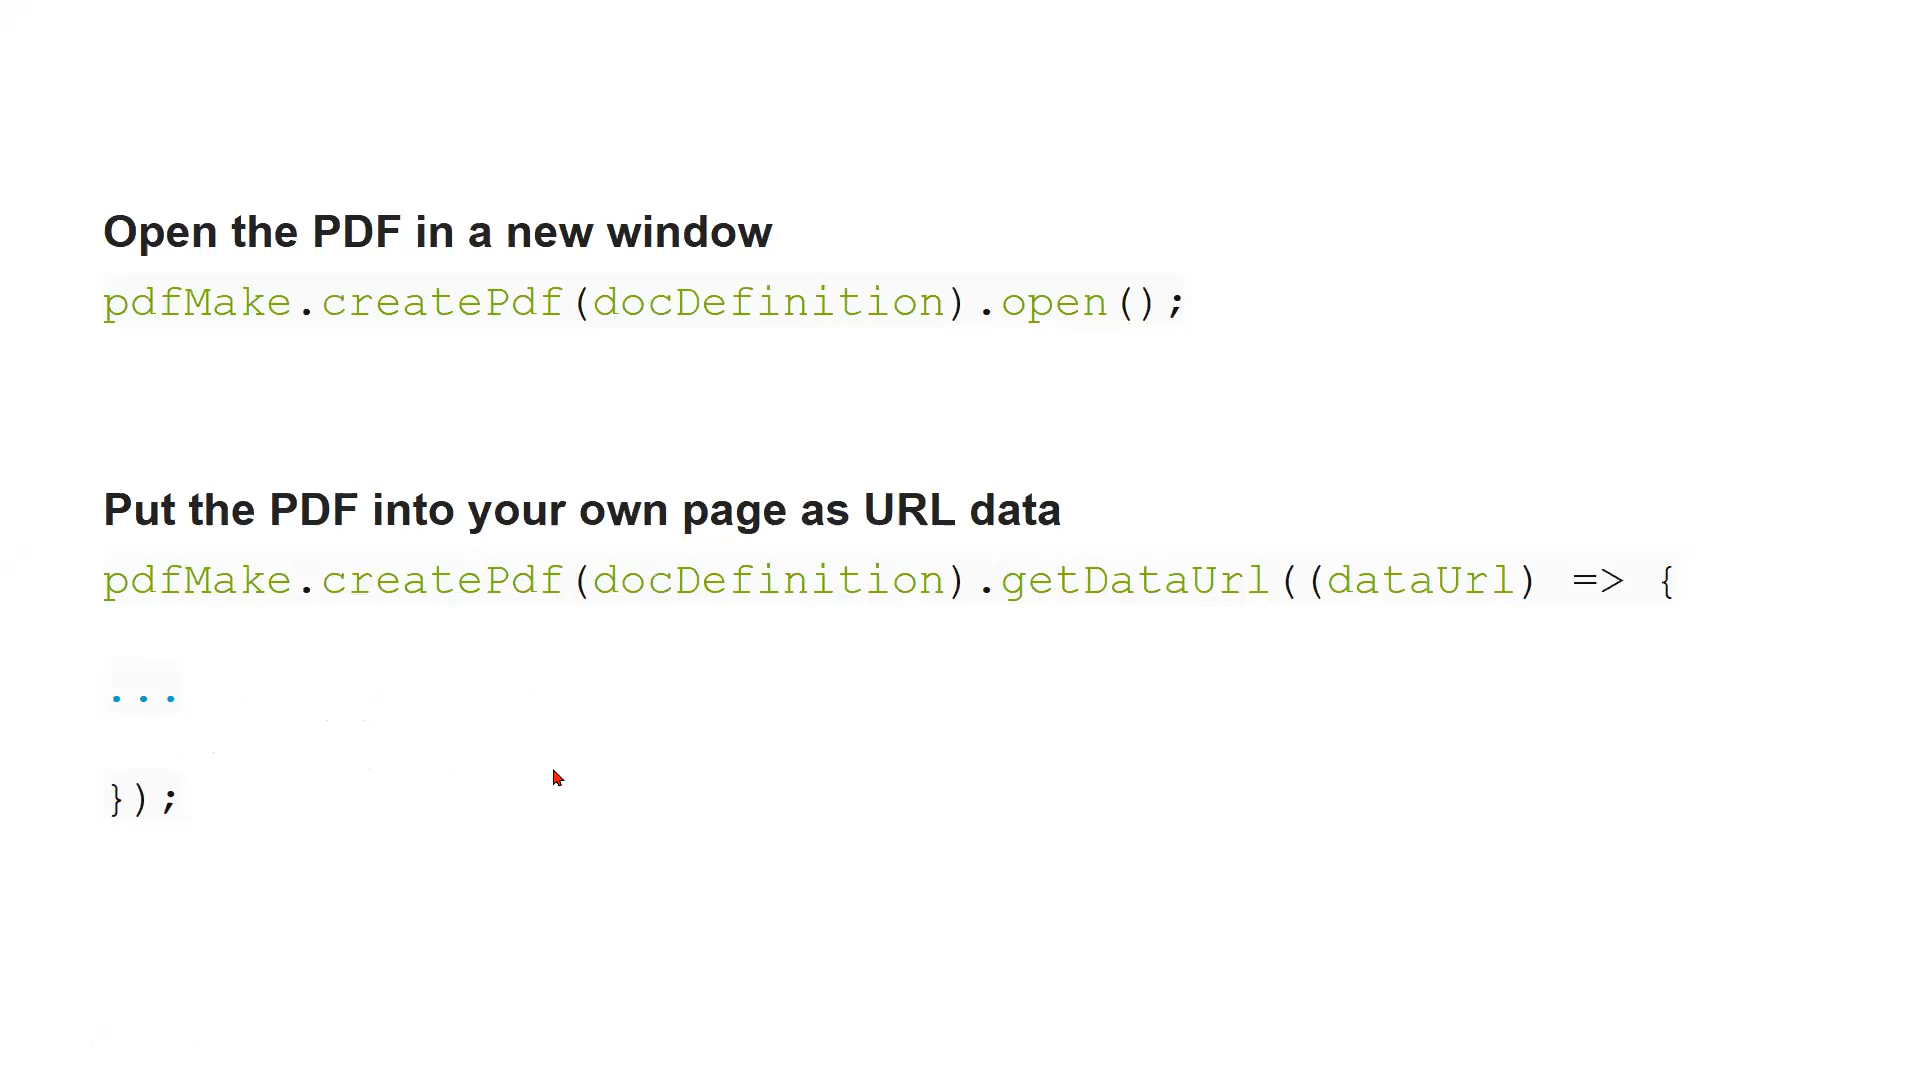 Open the PDF in a new window
pdfMake.createPdf(docDefinition).open();
Put the PDF into your own page as URL data
pdfMake.createPdf(docDefinition).getDataUrl((dataUrl) => {
...
});